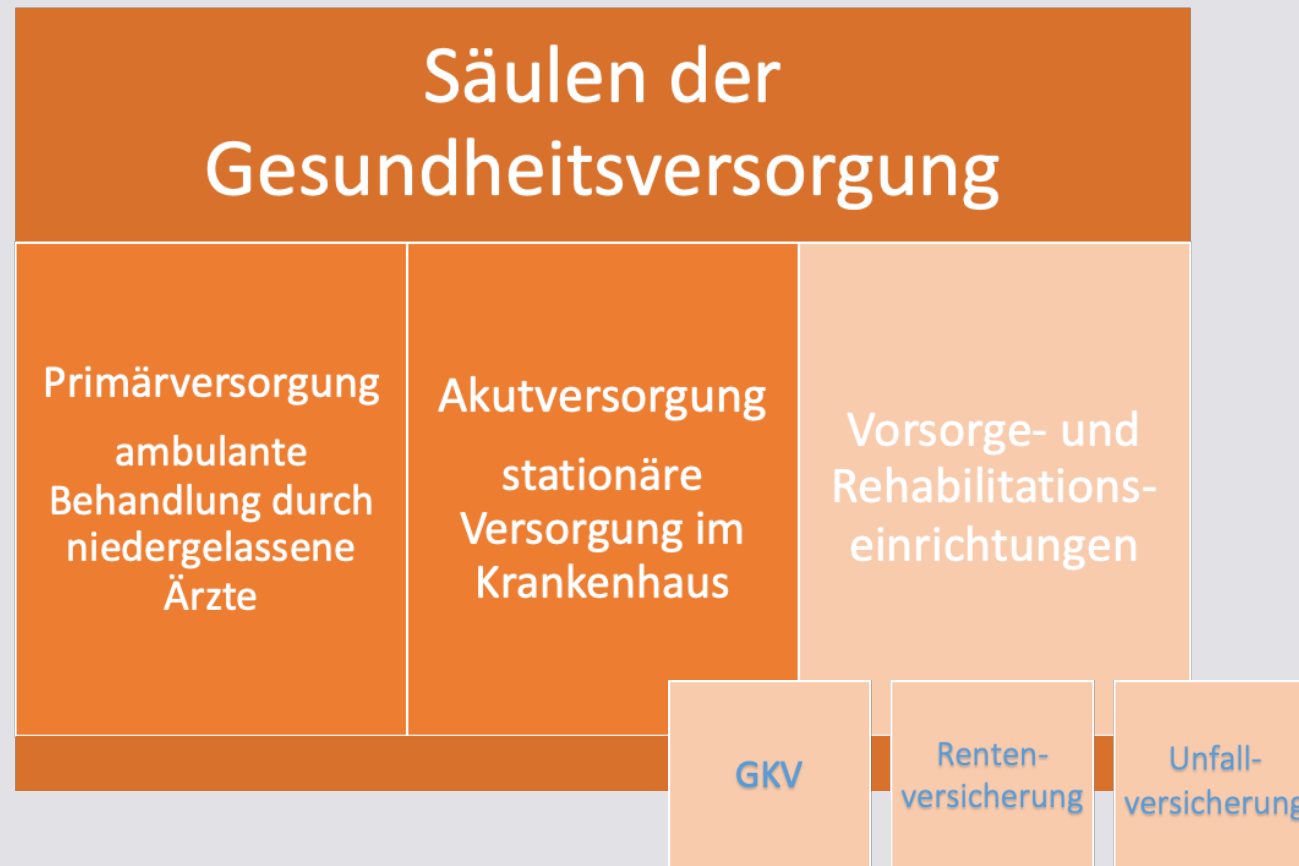 Säulen der
Gesundheitsversorgung
Primärversorgung
ambulante
Behandlung durch
niedergelassene
Ärzte
Akutversorgung
stationäre
Versorgung im
Krankenhaus
Vorsorge- und
Rehabilitations-
einrichtungen
GKV
Renten-
versicherung
Unfall-
versicherung